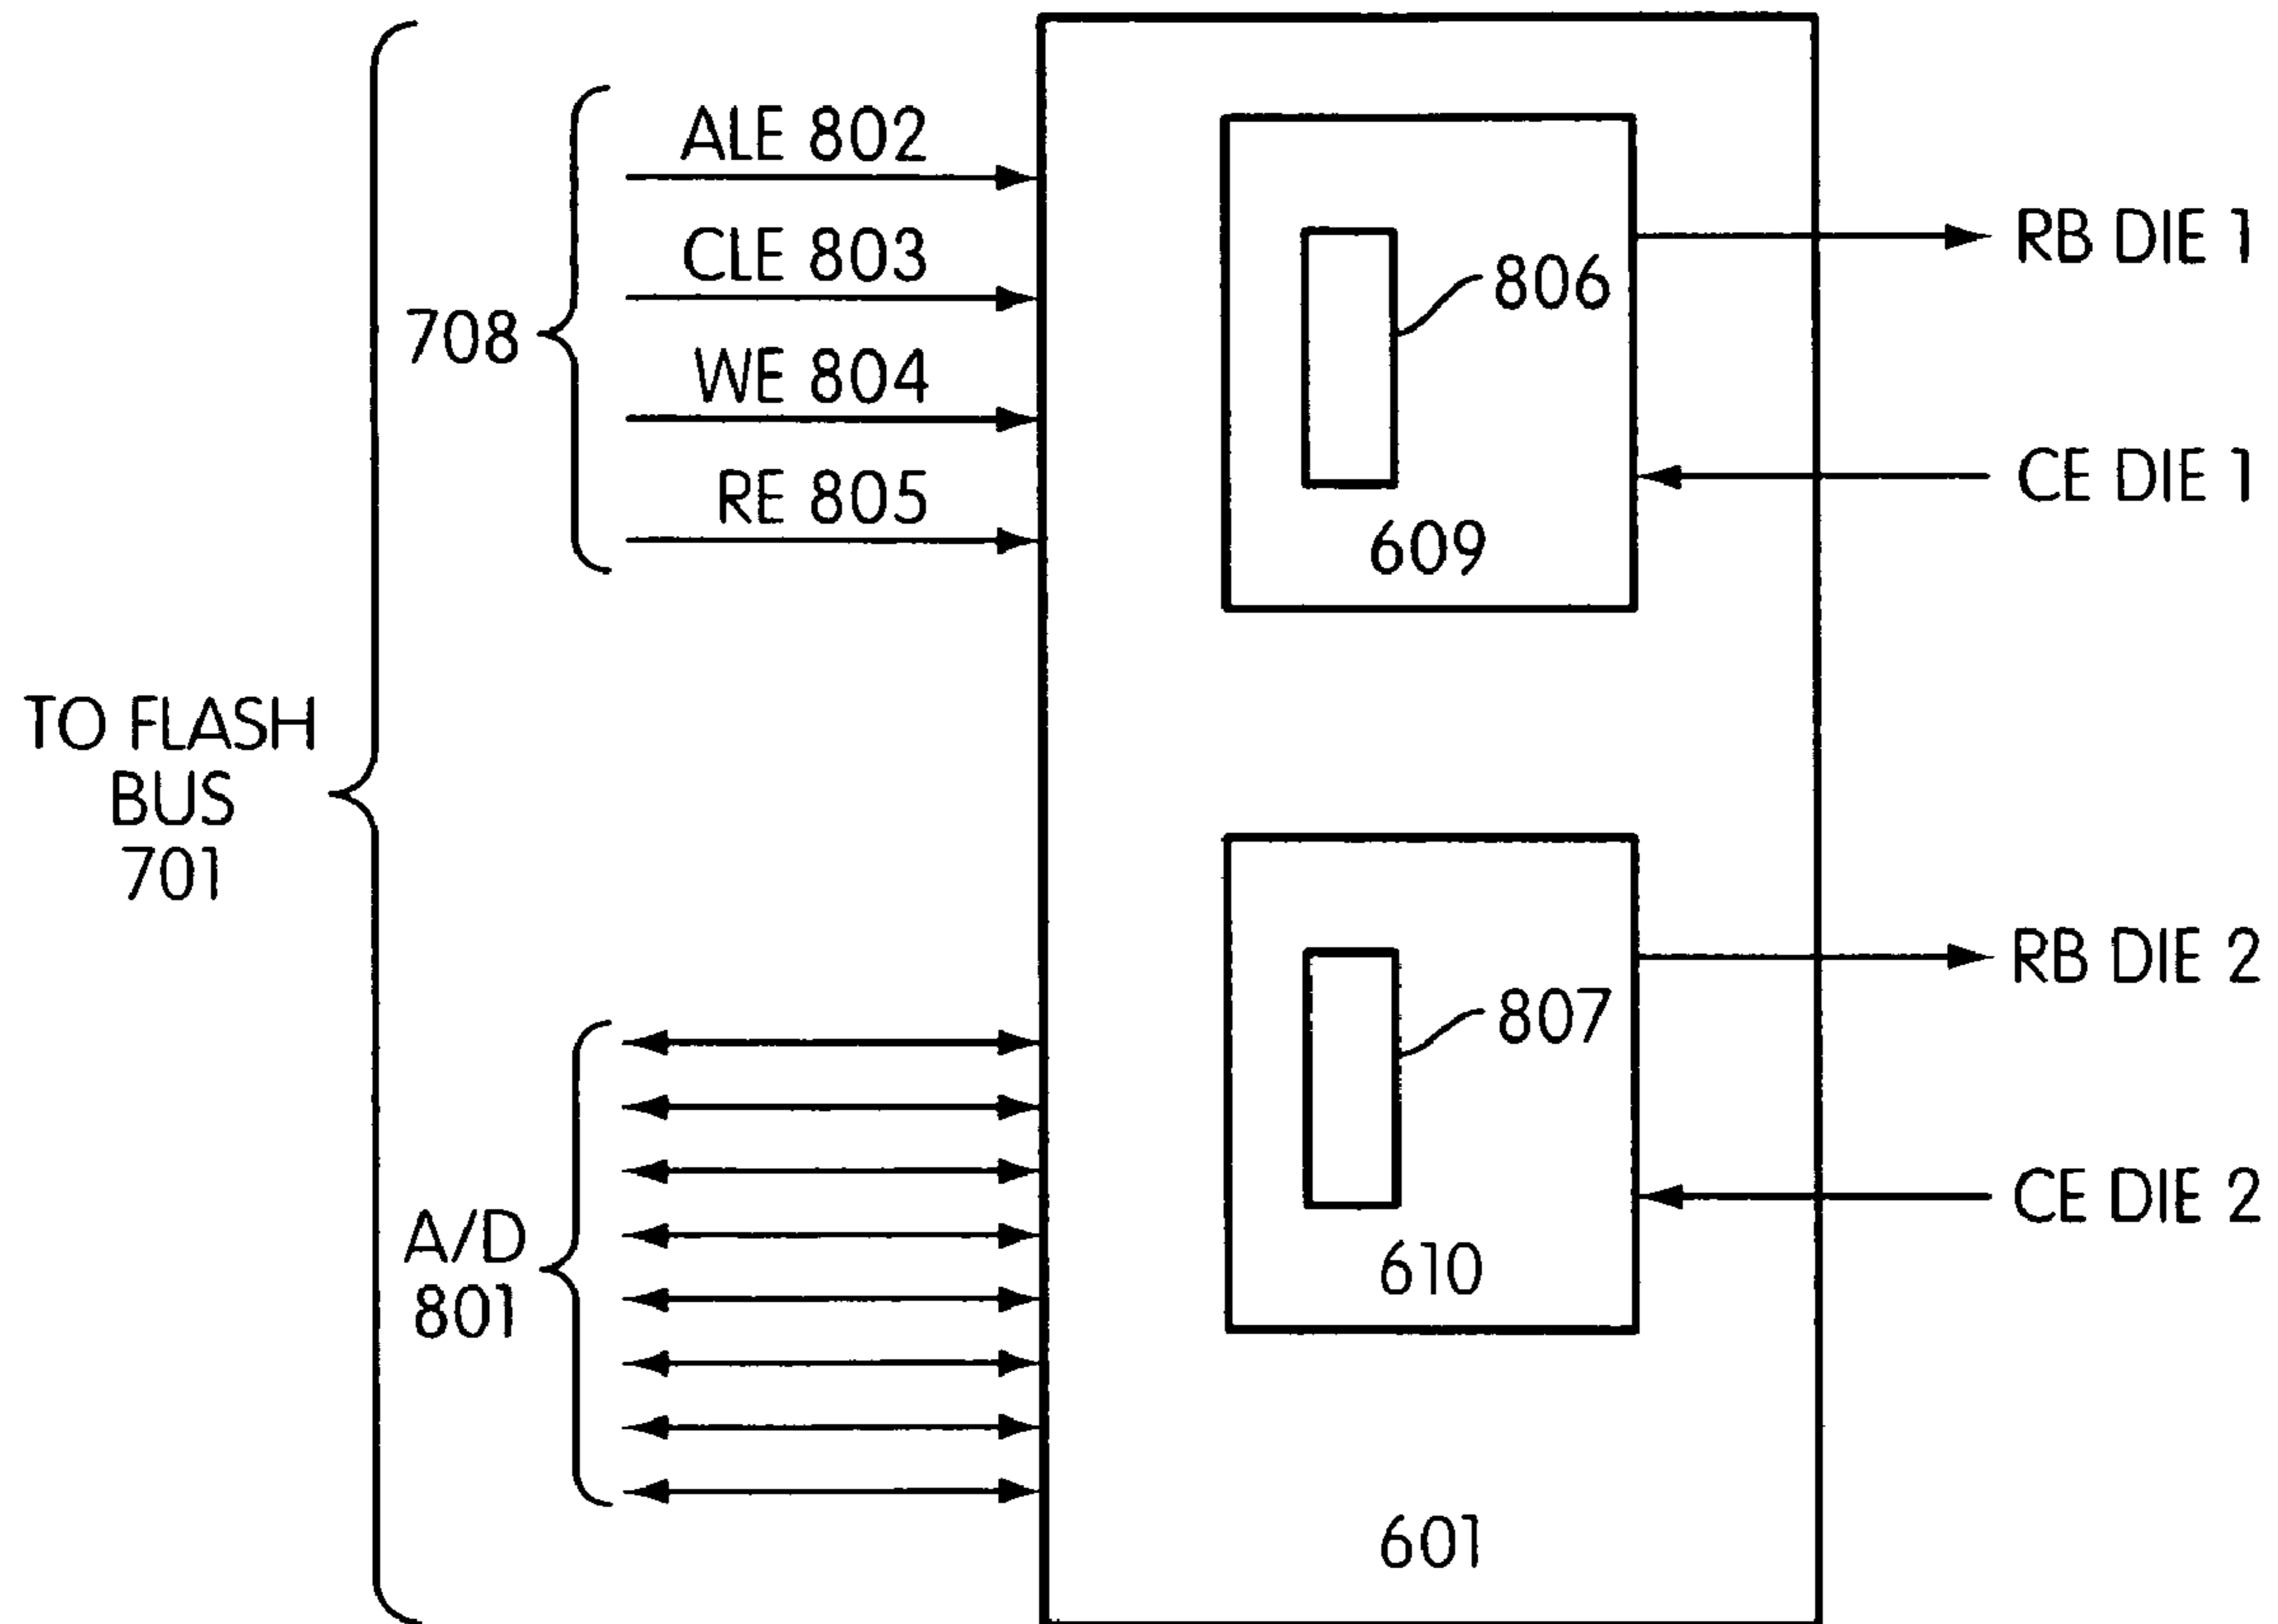 ALE 802
CLE 803
708
WE 804
RE 805
TO FLASH
BUS
701
A/D
801
806
609
807
610
601
RB DIE 1
CE DIE 1
RB DIE 2
CE DIE 2